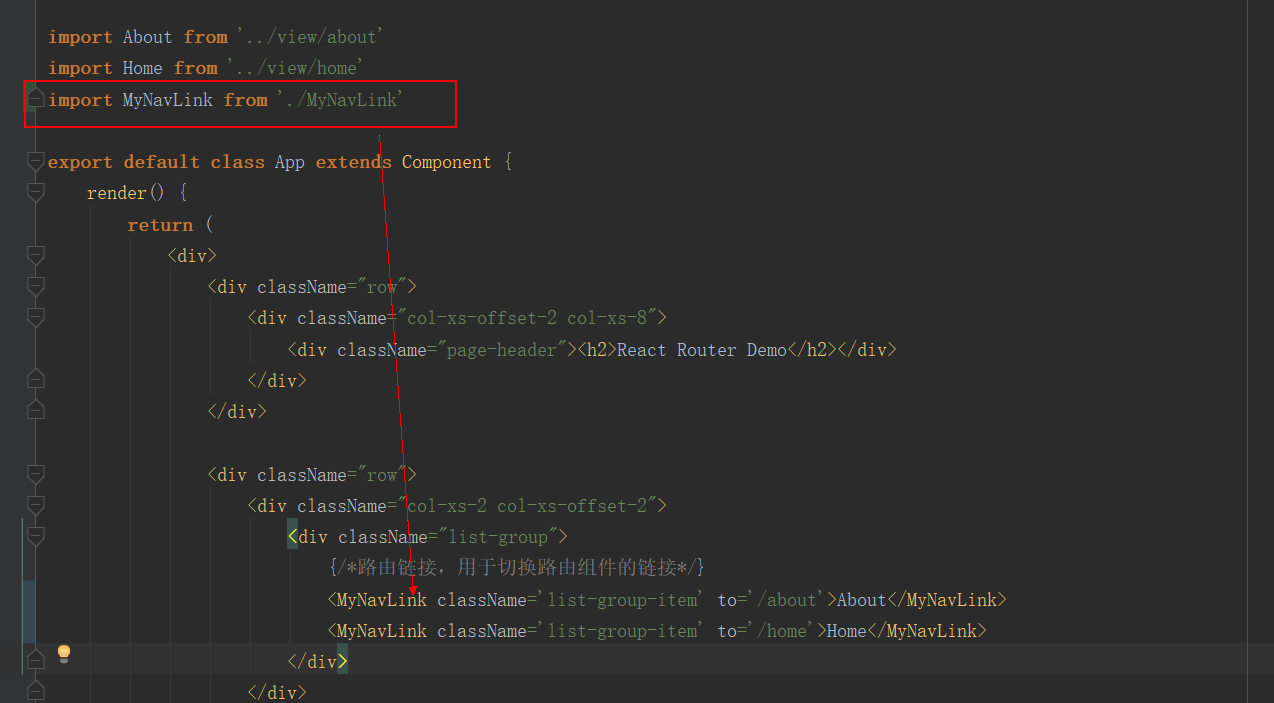 import About from '../view/about'
import Home from '../view/home'
import MyNavLink from './MyNavLink'
export default class App extends Component {
render() {
return (
<div>
<div className="row">
<div className="col-xs-offset-2 col-xs-8">
<div className="page-header"><h2>React Router Demo</h2></div>
</div>
</div>
<div className="row">
<div className="col-xs-2 col-xs-offset-2">
<div className="list-group">
{/*路由链接，用于切换路由组件的链接*/}
<MyNavLink className='list-group-item' to='/about'>About</MyNavLink>
<MyNavLink className='list-group-item' to='/home'>Home</MyNavLink>
</div>
</div>